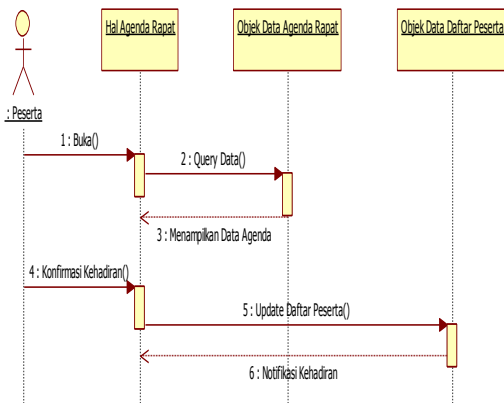 Hal Agenda Rapat
Objek Data Agenda Rapat
Objek Data Daftar Peserta
: Peserta
1 : Buka()
2 : Query Data()
3 : Menampilkan Data Agenda
4 : Konfirmasi Kehadiran()
5 : Update Daftar Peserta()
6 : Notifikasi Kehadiran